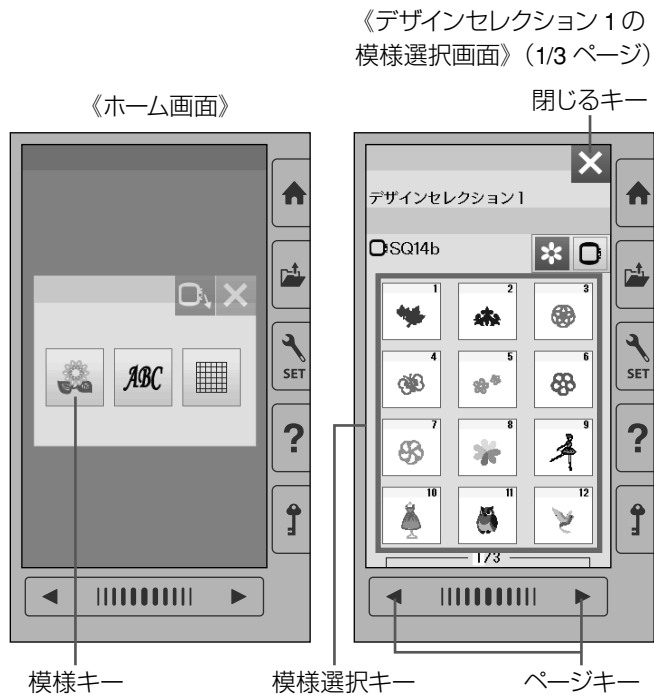 《デザインセレクション 1 の
模様選択画面》（1/3 ページ）
《ホーム画面》
閉じるキー
デザインセレクション1
SQ14b
ABC
1 2 3
4 5 6
7 8 9
10 11 12
1/3
SET
SET
?
?
模様キー
模様選択キー
ページキー